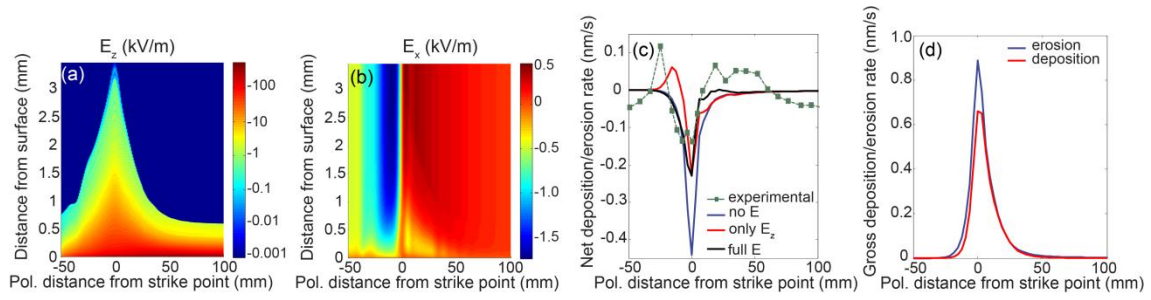 E_z (kV/m)
(a)
Distance from surface (mm)
3
2.5
2
1.5
1
0.5
0
-50
0
50
100
Pol. distance from strike point (mm)
-100
-10
-1
-0.1
-0.01
-0.001
E_x (kV/m)
(b)
Distance from surface (mm)
3
2.5
2
1.5
1
0.5
0
-50
0
50
100
Pol. distance from strike point (mm)
0.5
0
-0.5
-1.0
-1.5
(c)
Net deposition/erosion rate (nm/s)
0.1
0
-0.1
-0.2
-0.3
-0.4
experimental
no E
only E_z
full E
-50
0
50
100
Pol. distance from strike point (mm)
(d)
Gross deposition/erosion rate (nm/s)
1.0
0.8
0.6
0.4
0.2
0
erosion
deposition
-50
0
50
100
Pol. distance from strike point (mm)